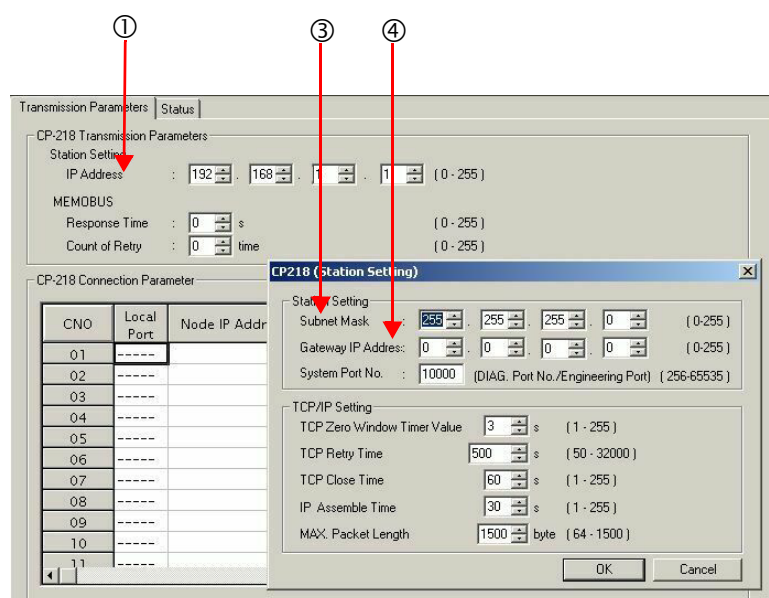 ① ③ ④
Transmission Parameters Status
CP-218 Transmission Parameters
Station Setting
IP Address : 192 . 168 . 1 . 1 ( 0 - 255 )
MEMOBUS
Response Time : 0 s ( 0 - 255 )
Count of Retry : 0 time ( 0 - 255 )
CP-218 Connection Parameter
CNO Local Port Node IP Addr
01 -----
02 -----
03 -----
04 -----
05 -----
06 -----
07 -----
08 -----
09 -----
10 -----
11 -----
CP218 (Station Setting)
Station Setting
Subnet Mask : 255 . 255 . 255 . 0 ( 0-255 )
Gateway IP Addres: 0 . 0 . 0 . 0 ( 0-255 )
System Port No. : 10000 (DIAG. Port No./Engineering Port) ( 256-65535 )
TCP/IP Setting
TCP Zero Window Timer Value 3 s ( 1 - 255 )
TCP Retry Time 500 s ( 50 - 32000 )
TCP Close Time 60 s ( 1 - 255 )
IP Assemble Time 30 s ( 1 - 255 )
MAX. Packet Length 1500 byte ( 64 - 1500 )
OK Cancel